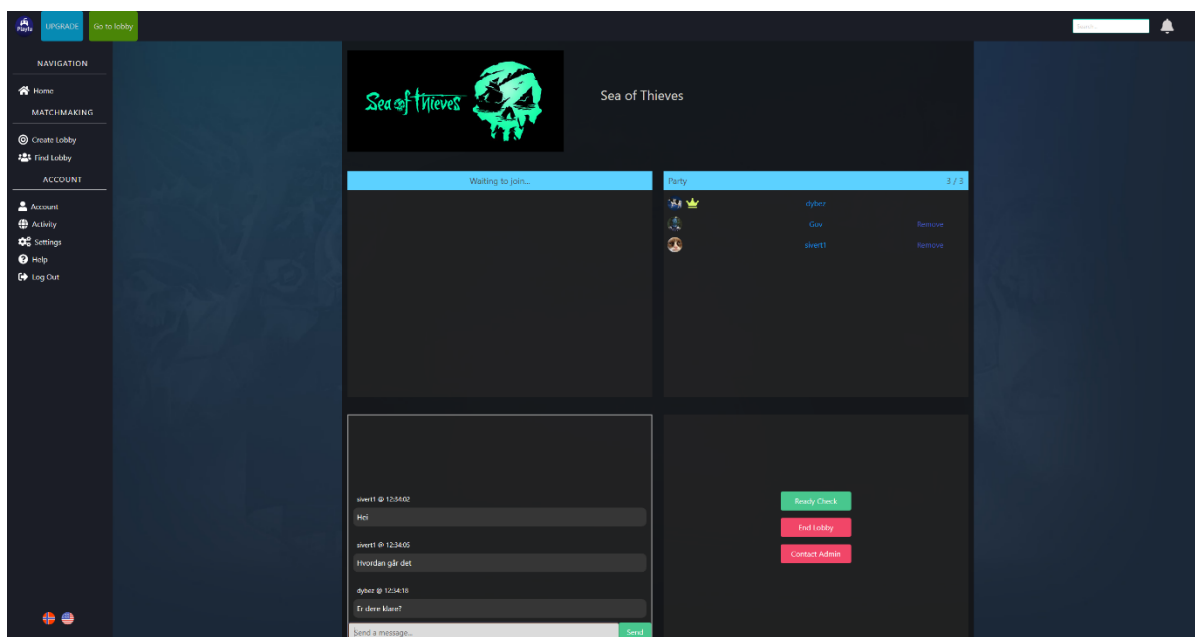 Playtu
UPGRADE
Go to lobby
Search...
NAVIGATION
Home
MATCHMAKING
Create Lobby
Find Lobby
ACCOUNT
Account
Activity
Settings
Help
Log Out
Sea of Thieves
Sea of Thieves
Waiting to join...
Party 3 / 3
dybez
Guv Remove
sivert1 Remove
sivert1 @ 12:34:02
Hei
sivert1 @ 12:34:05
Hvordan går det
dybez @ 12:34:18
Er dere klare?
Send a message... Send
Ready Check
End Lobby
Contact Admin